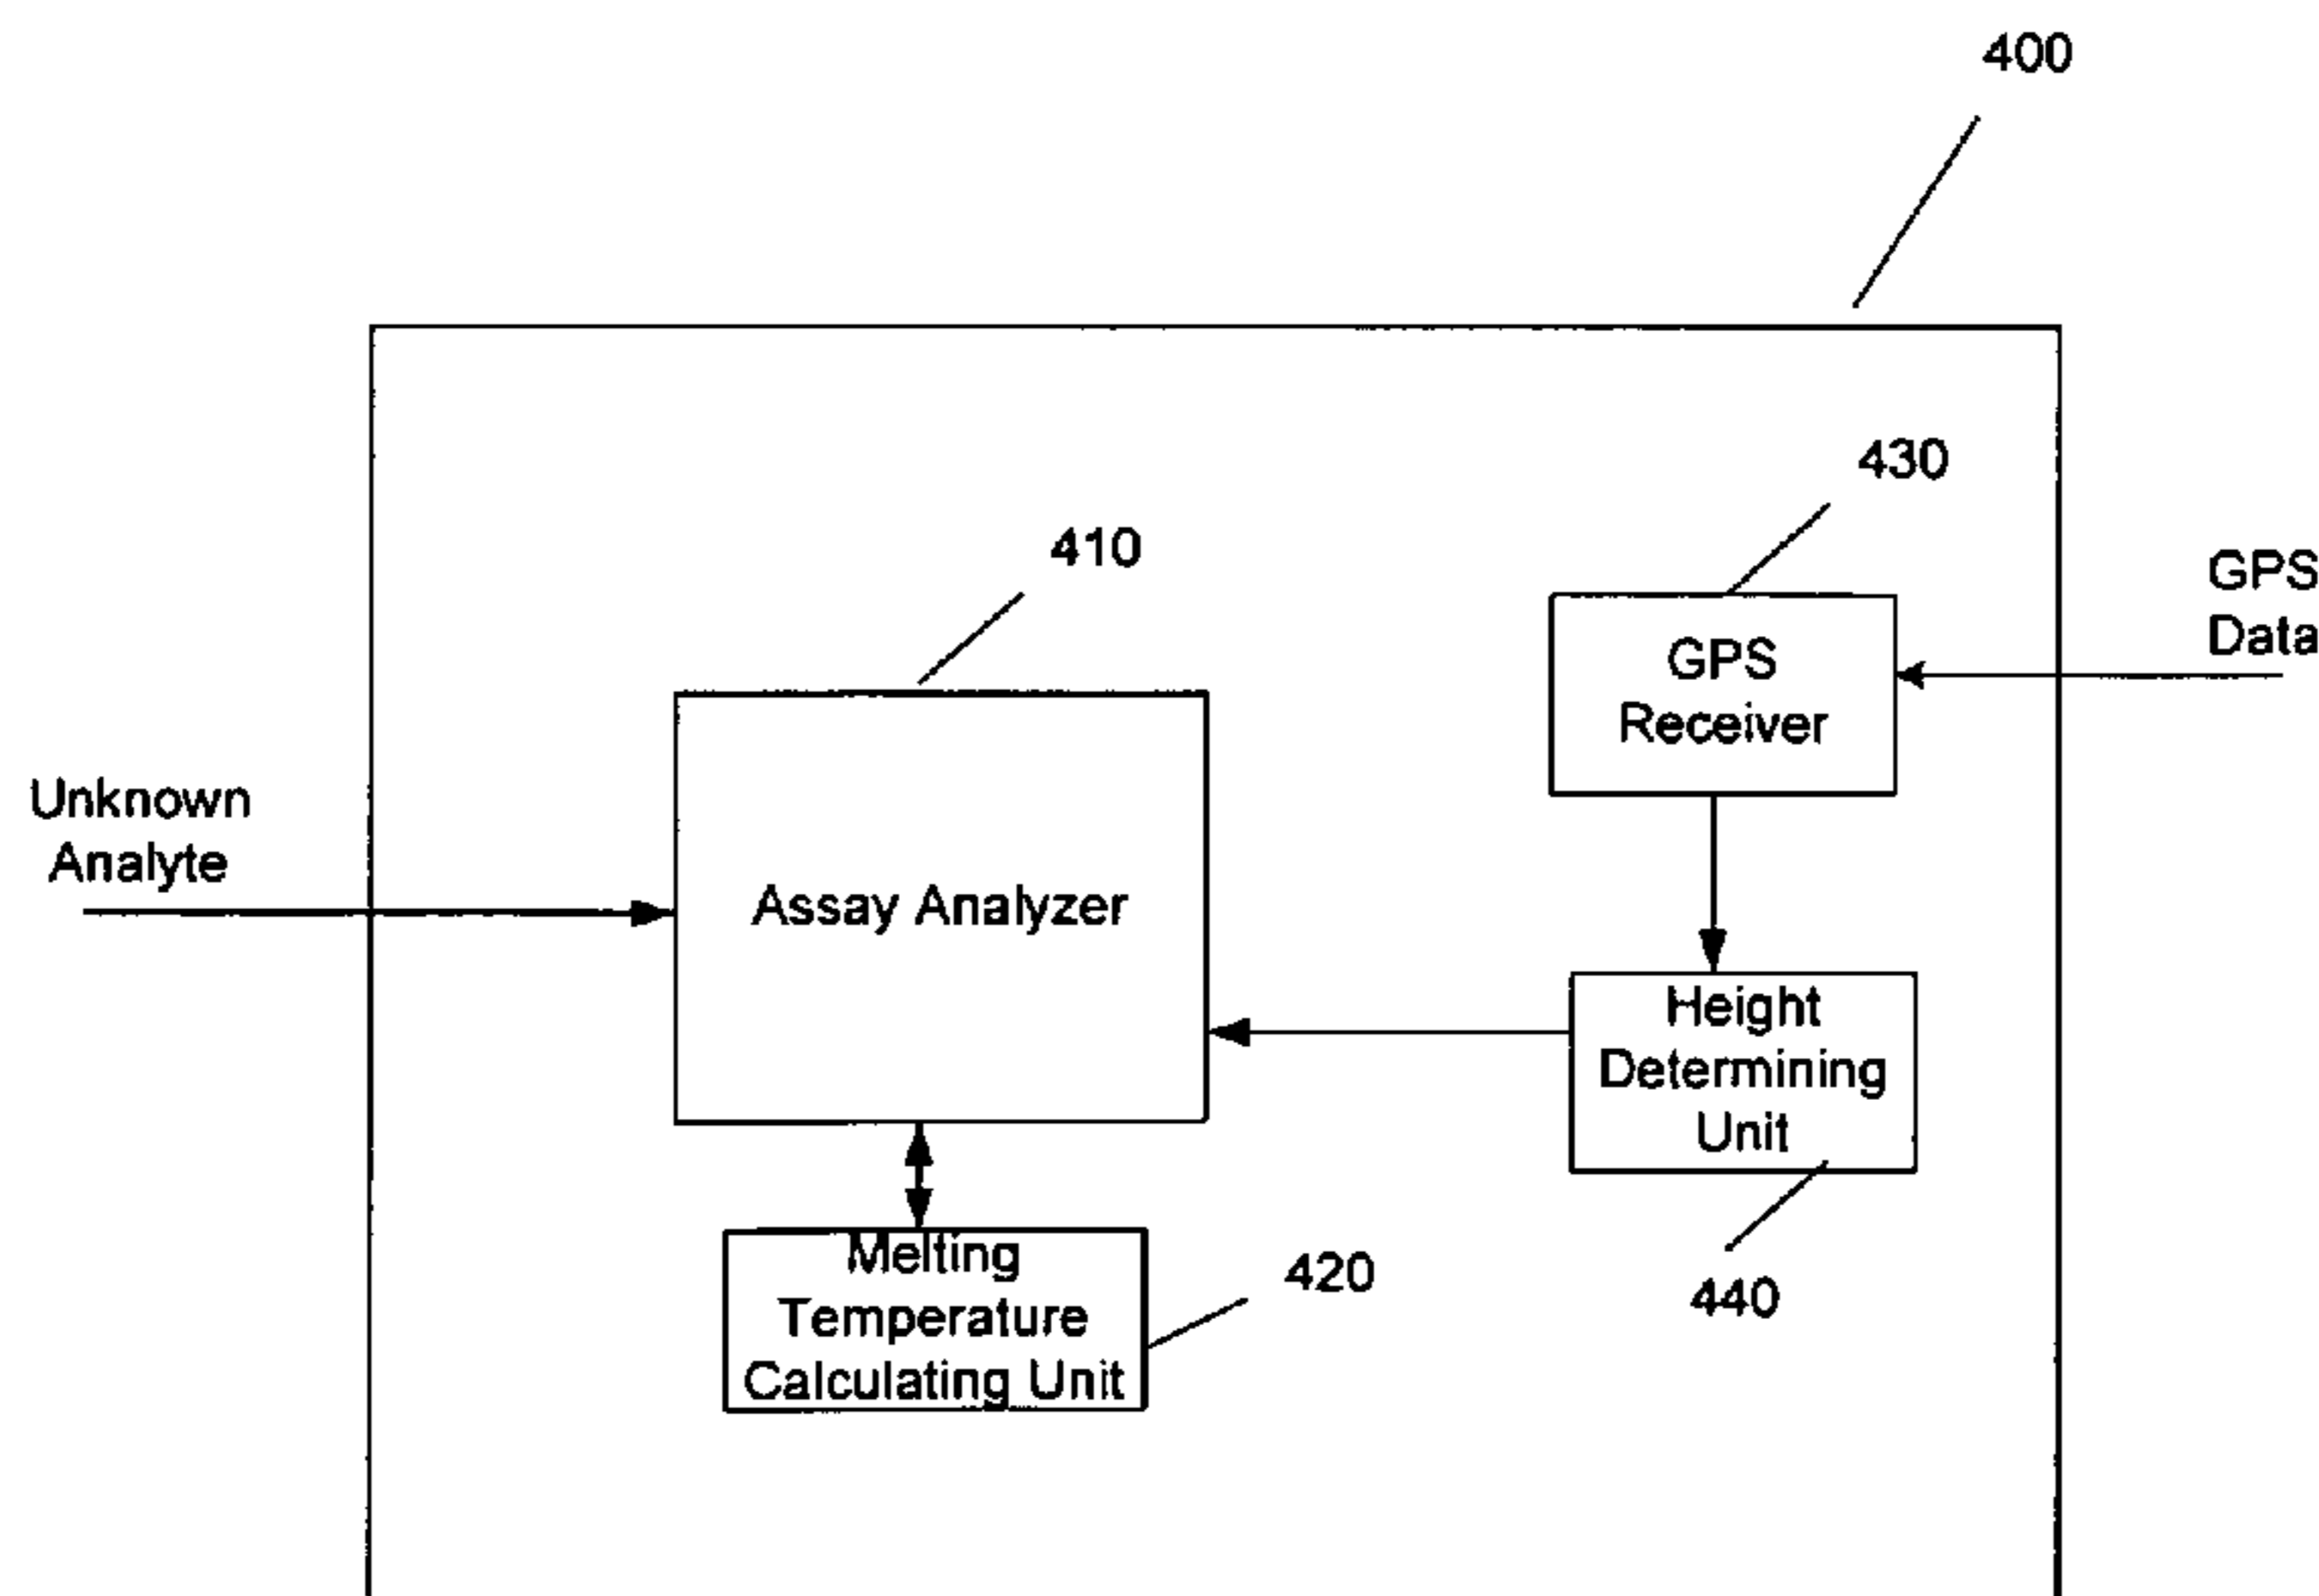 400
430
410
GPS
Data
GPS
Receiver
Unknown
Analyte
Assay Analyzer
Height
Determining
Unit
Melting
Temperature
Calculating Unit
420
440